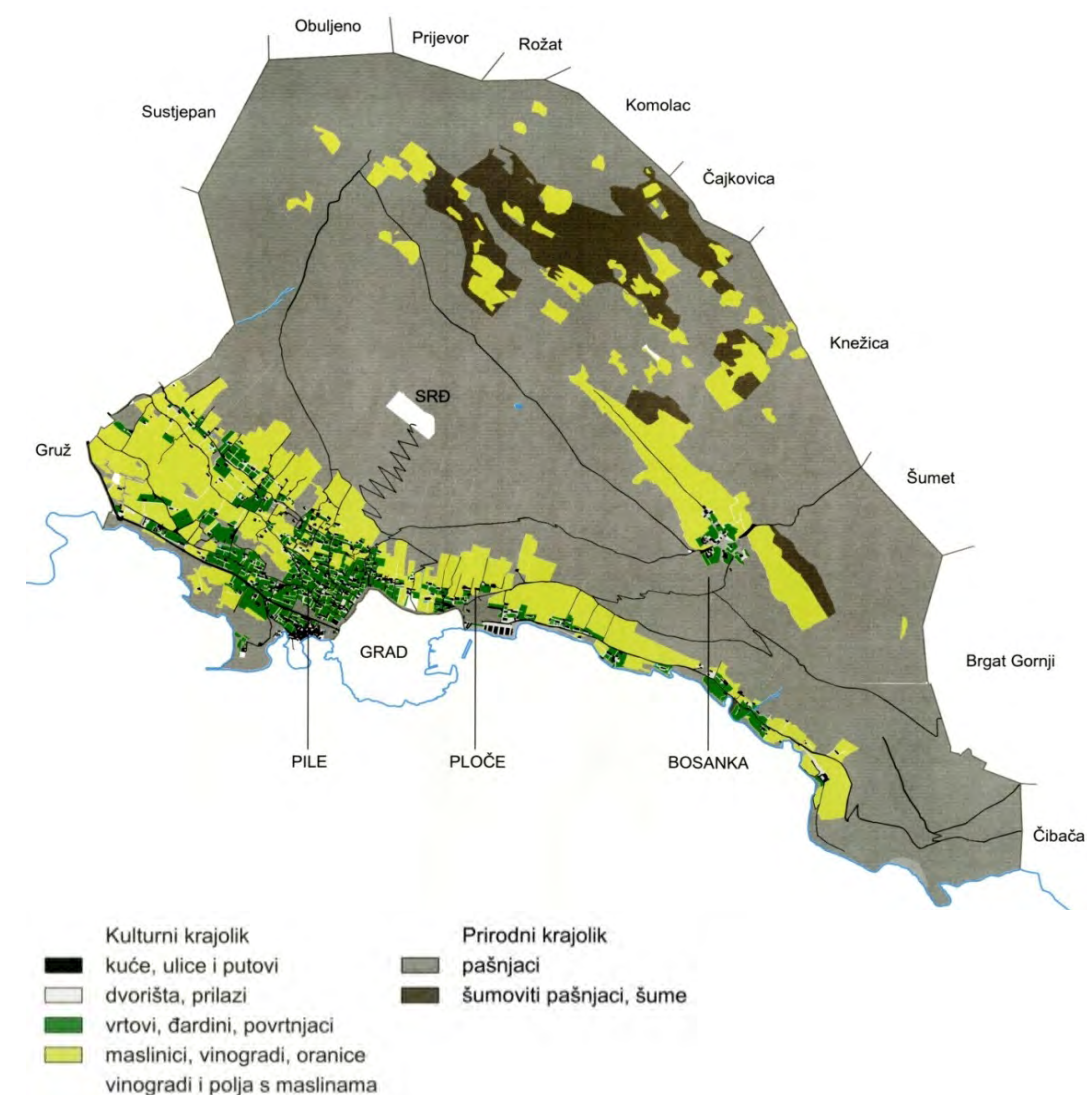 Obuljeno
Prijevor
Rožat
Sustjepan
Komolac
Čajkovica
Knežica
SRĐ
Gruž
Šumet
GRAD
Brgat Gornji
PILE
PLOČE
BOSANKA
Čibača
Kulturni krajolik
kuće, ulice i putovi
dvorišta, prilazi
vrtovi, đardini, povrtnjaci
maslinici, vinogradi, oranice
vinogradi i polja s maslinama
Prirodni krajolik
pašnjaci
šumoviti pašnjaci, šume